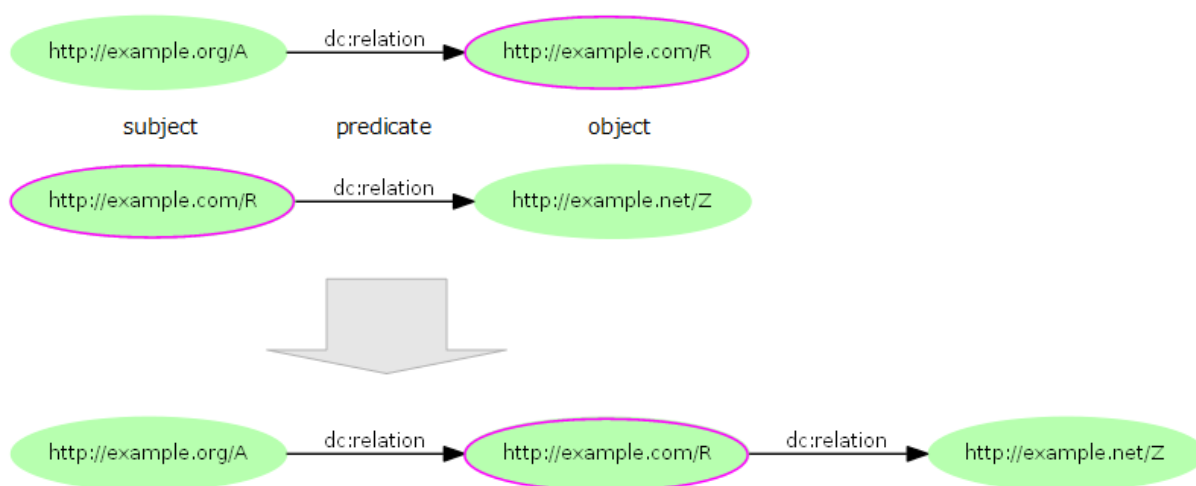 http://example.org/A dc:relation http://example.com/R
subject predicate object
http://example.com/R dc:relation http://example.net/Z
http://example.org/A dc:relation http://example.com/R dc:relation http://example.net/Z